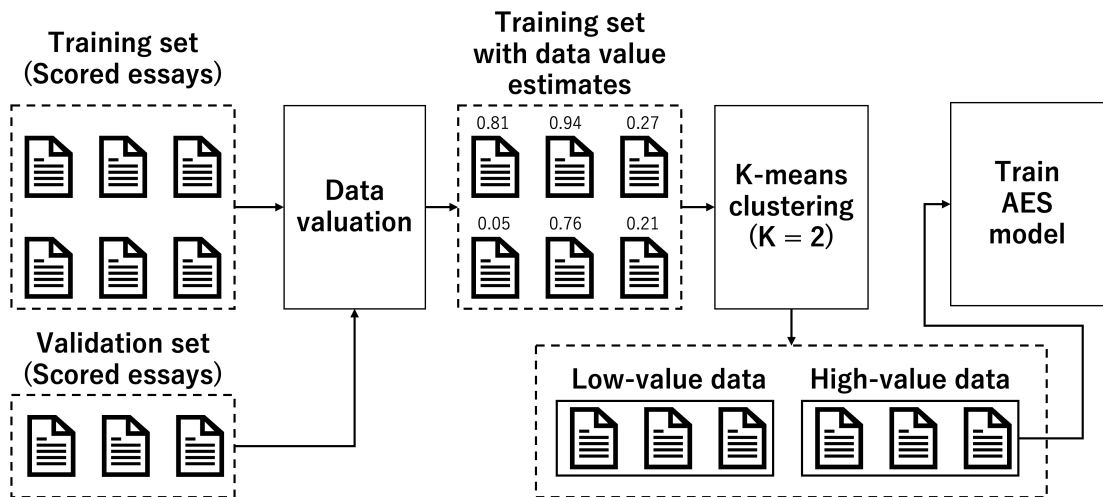 Training set
(Scored essays)
Data
valuation
Validation set
(Scored essays)
Training set
with data value
estimates
0.81 0.94 0.27
0.05 0.76 0.21
K-means
clustering
(K = 2)
Low-value data
High-value data
Train
AES
model